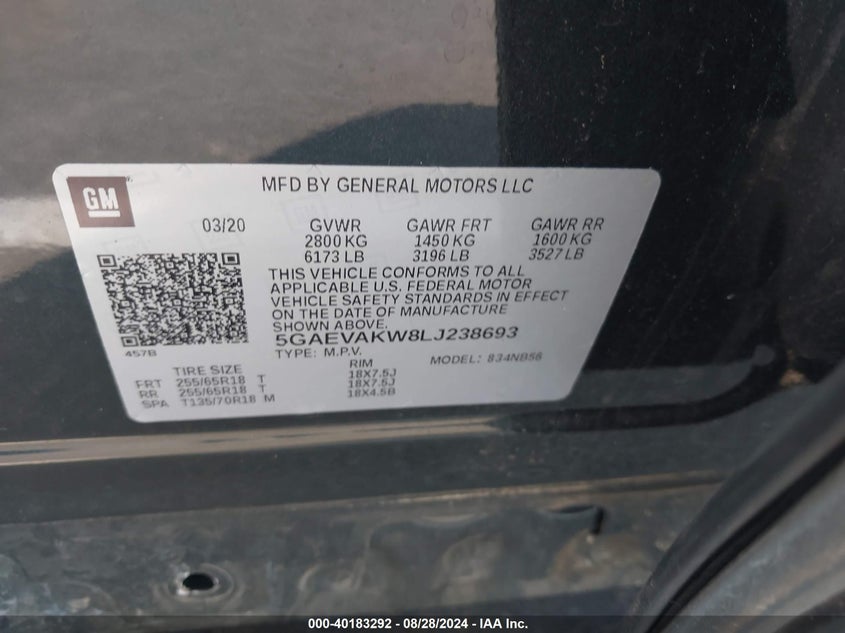 GM
MFD BY GENERAL MOTORS LLC
03/20 GVWR GAWR FRT GAWR RR
2800 KG 1450 KG 1600 KG
6173 LB 3196 LB 3527 LB
THIS VEHICLE CONFORMS TO ALL
APPLICABLE U.S. FEDERAL MOTOR
VEHICLE SAFETY STANDARDS IN EFFECT
ON THE DATE OF MANUFACTURE
SHOWN ABOVE.
5GAEVAKW8LJ238693
457B
TYPE: M.P.V. MODEL: 834NB56
TIRE SIZE RIM
FRT 255/65R18 T 18X7.5J
RR 255/65R18 T 18X7.5J
SPA T135/70R18 M 18X4.5B
000-40183292 - 08/28/2024 - IAA Inc.